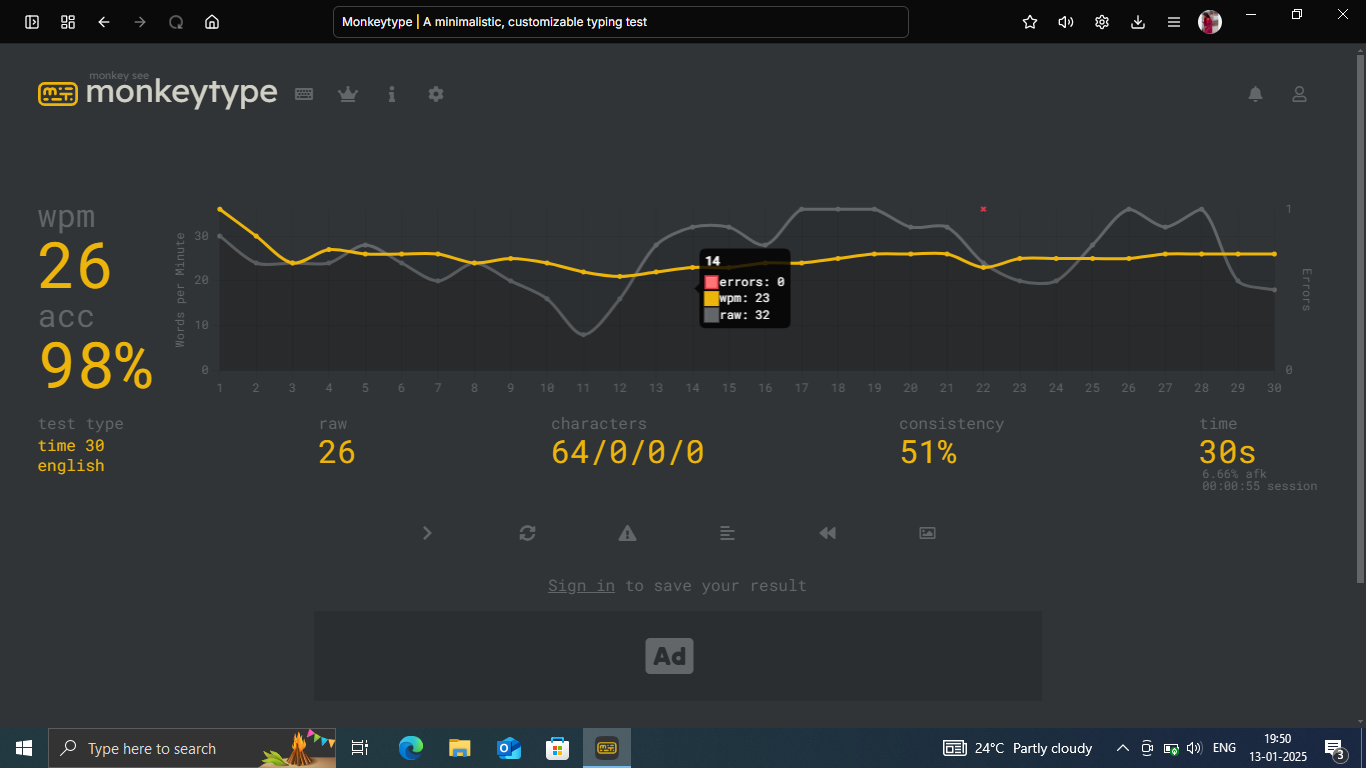 Monkeytype | A minimalistic, customizable typing test
monkey see
monkeytype
wpm
26
acc
98%
Words per Minute
30
20
10
0
1
0
Errors
14
errors: 0
wpm: 23
raw: 32
1 2 3 4 5 6 7 8 9 10 11 12 13 14 15 16 17 18 19 20 21 22 23 24 25 26 27 28 29 30
test type
time 30
english
raw
26
characters
64/0/0/0
consistency
51%
time
30s
6.66% afk
00:00:55 session
Sign in to save your result
Ad
Type here to search
24°C Partly cloudy
ENG
19:50
13-01-2025
3